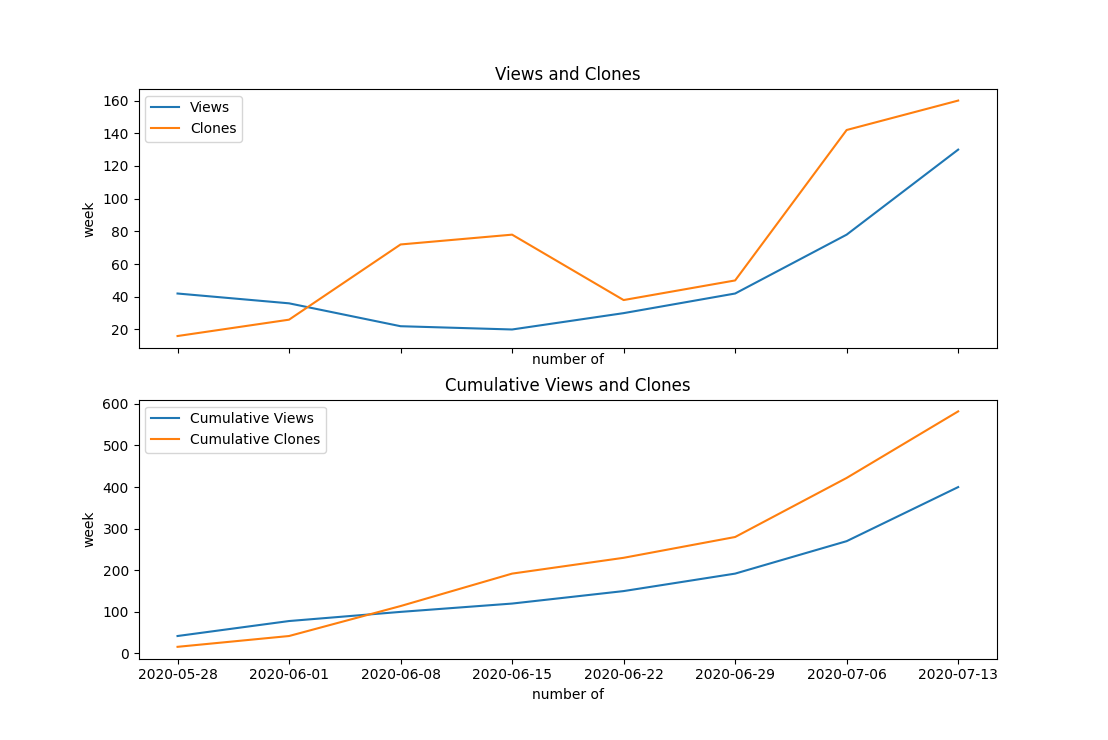 Views and Clones
Views
Clones
160
140
120
100
80
60
40
20
week
number of
Cumulative Views and Clones
Cumulative Views
Cumulative Clones
600
500
400
300
200
100
0
week
2020-05-28 2020-06-01 2020-06-08 2020-06-15 2020-06-22 2020-06-29 2020-07-06 2020-07-13
number of